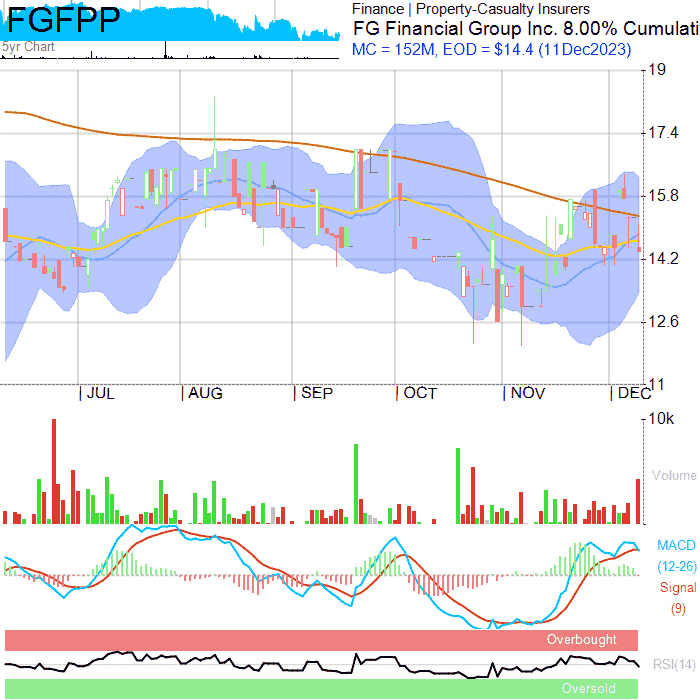 FGFPP
5yr Chart
Finance | Property-Casualty Insurers
FG Financial Group Inc. 8.00% Cumulati
MC = 152M, EOD = $14.4 (11Dec2023)
19
17.4
15.8
14.2
12.6
11
JUL
AUG
SEP
OCT
NOV
DEC
10k
Volume
MACD
(12-26)
Signal
(9)
Overbought
RSI(14)
Oversold